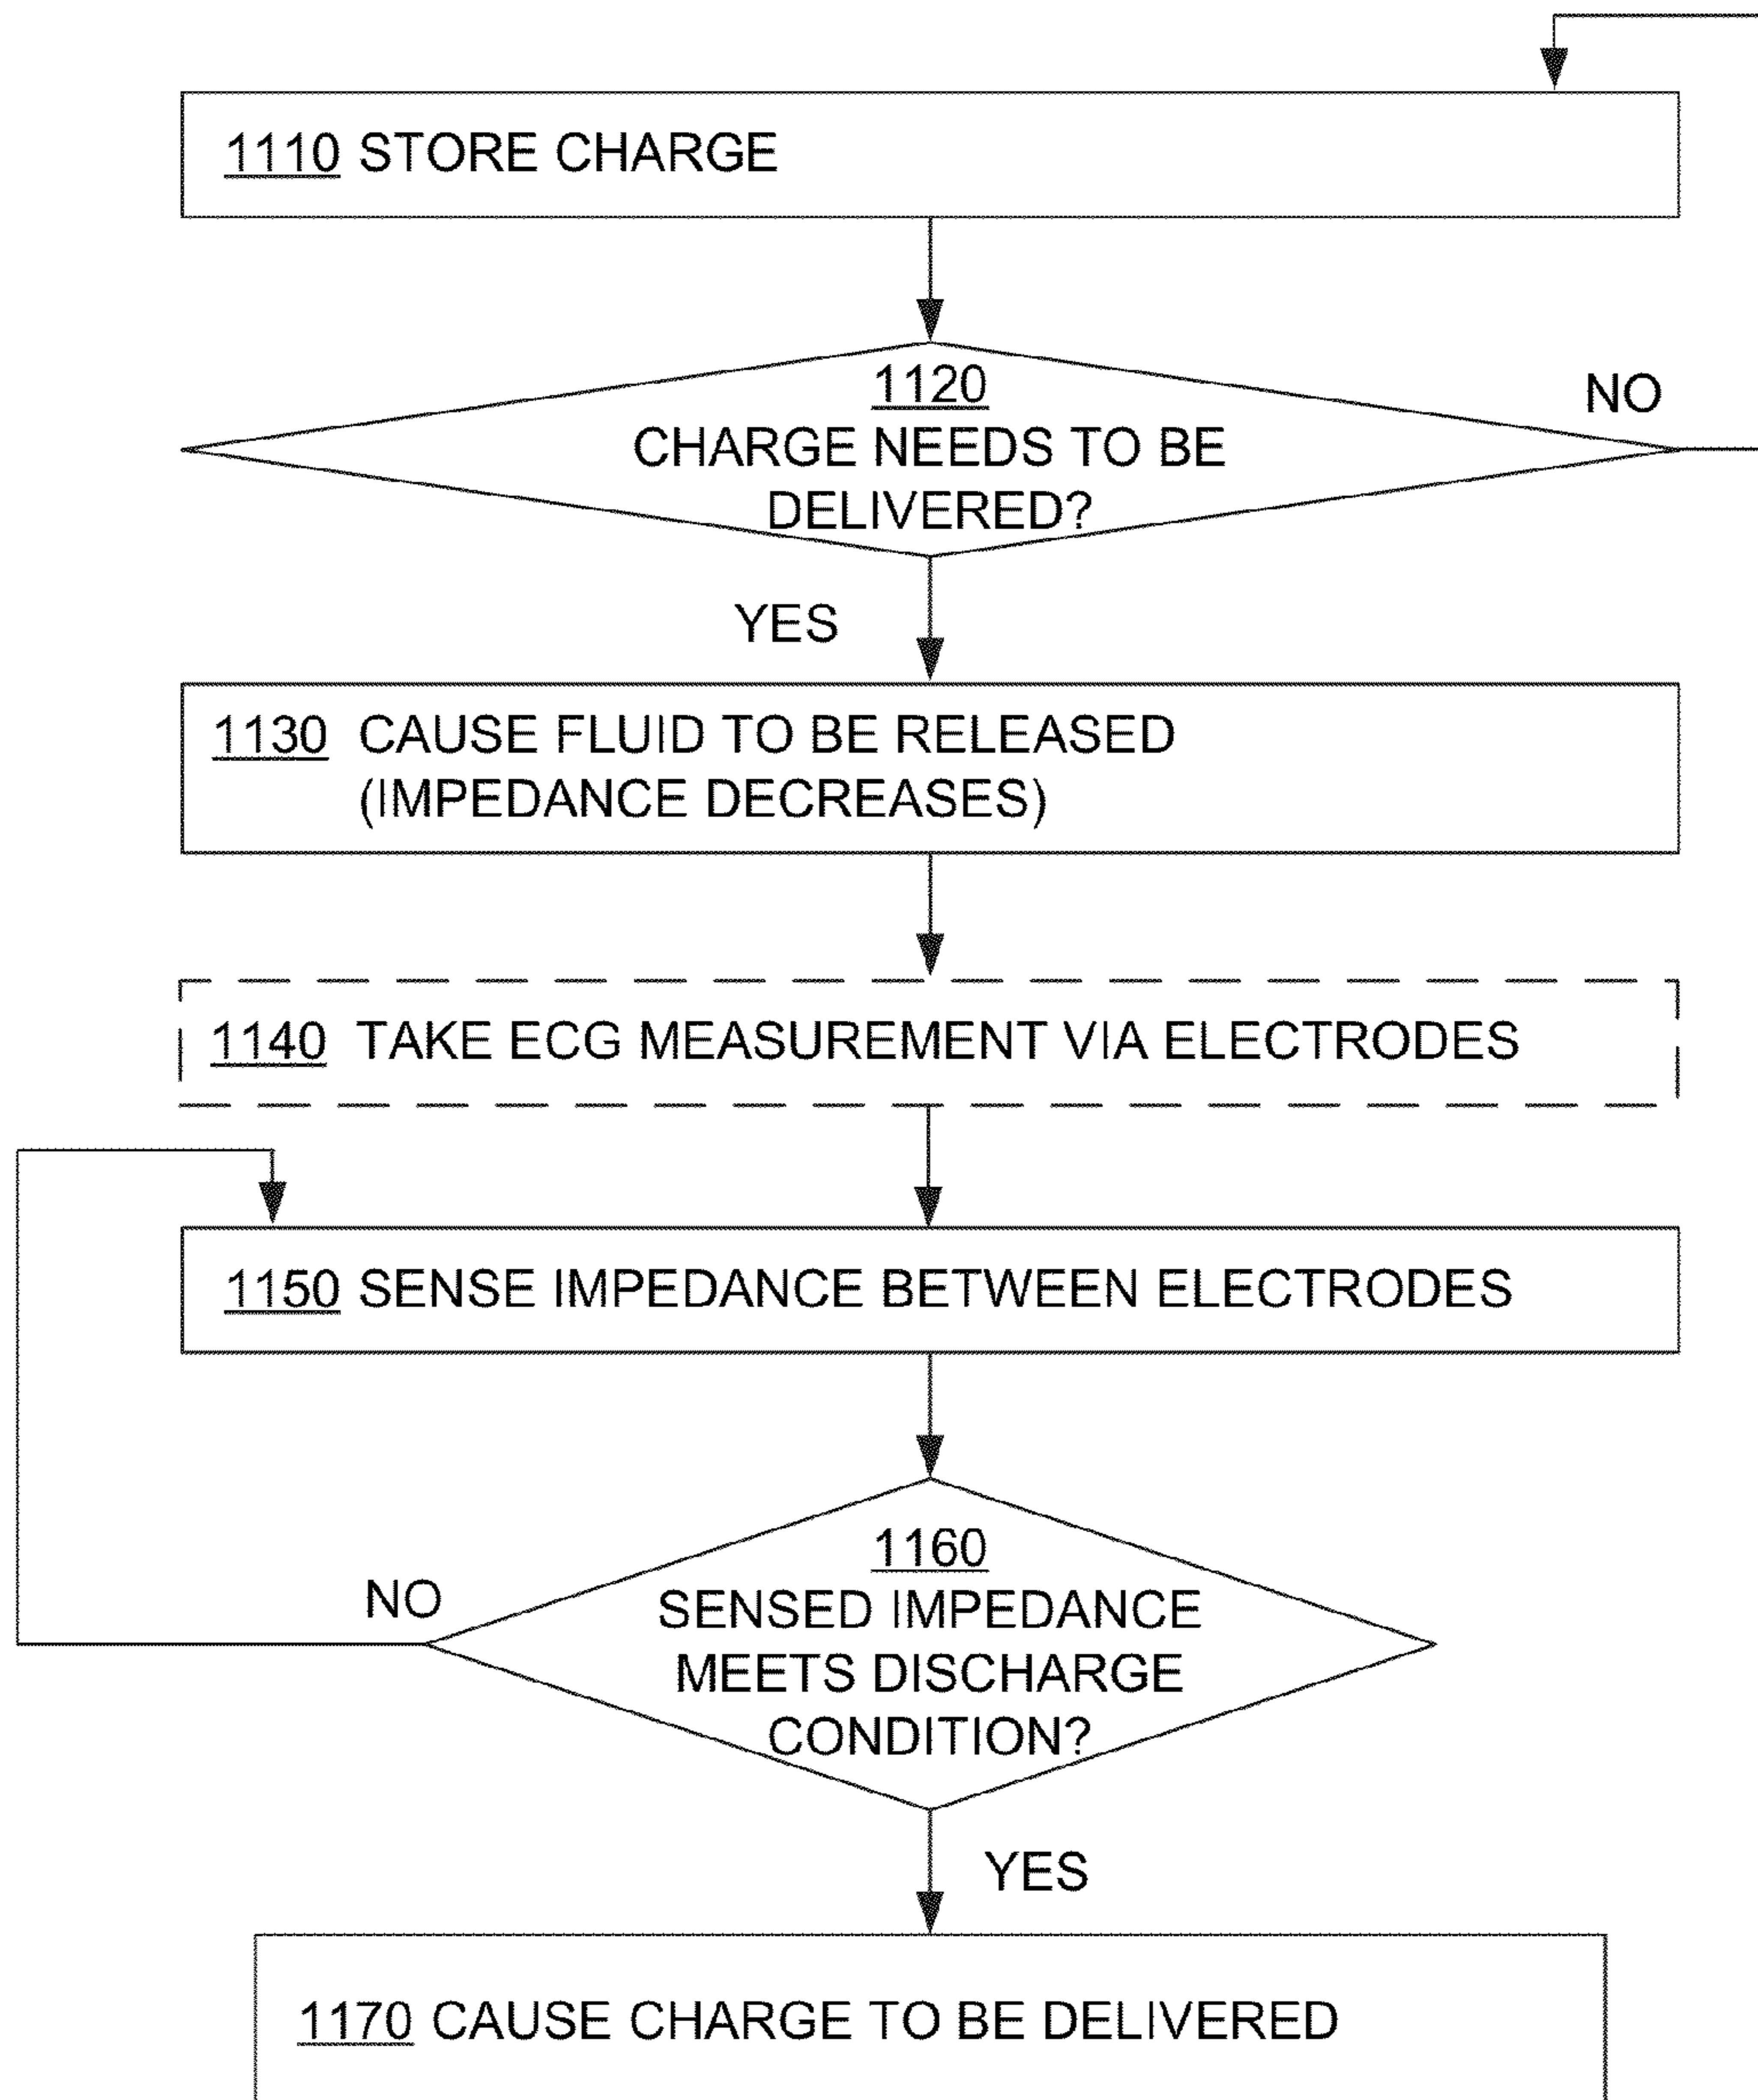 1110 STORE CHARGE
1120
NO
CHARGE NEEDS TO BE
DELIVERED?
YES
1130 CAUSE FLUID TO BE RELEASED
(IMPEDANCE DECREASES)
1140 TAKE ECG MEASUREMENT VIA ELECTRODES
1150 SENSE IMPEDANCE BETWEEN ELECTRODES
1160
NO
SENSED IMPEDANCE
MEETS DISCHARGE
CONDITION?
YES
1170 CAUSE CHARGE TO BE DELIVERED